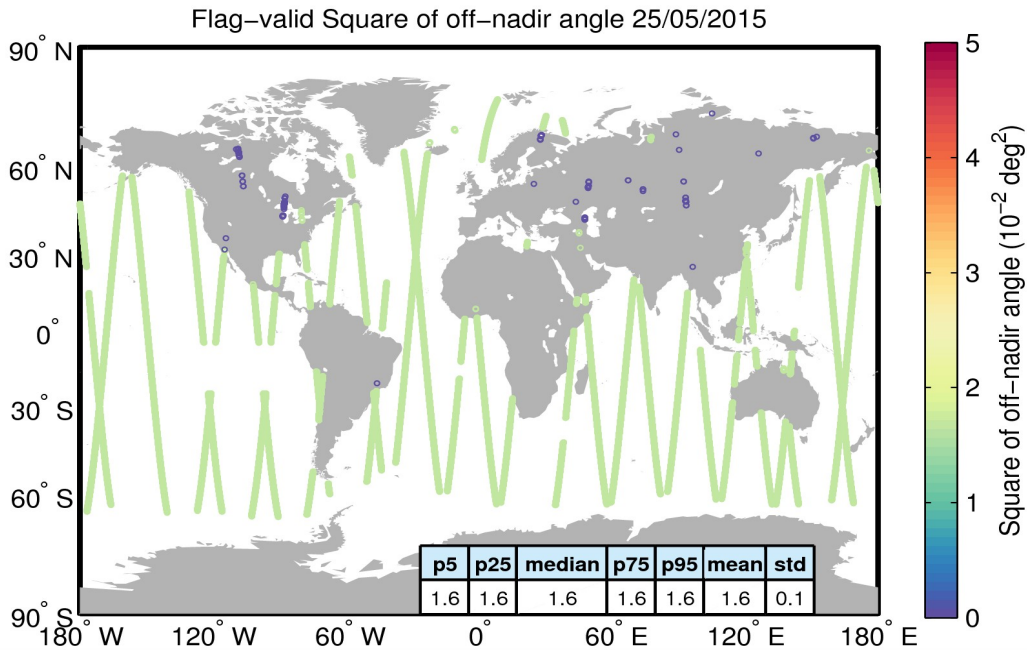 Flag−valid Square of off−nadir angle 25/05/2015
90° N
60° N
30° N
0°
30° S
60° S
90° S
180° W
120° W
60° W
0°
60° E
120° E
180° E
p5 p25 median p75 p95 mean std
1.6 1.6 1.6 1.6 1.6 1.6 0.1
5
4
3
2
1
0
Square of off−nadir angle (10⁻² deg²)